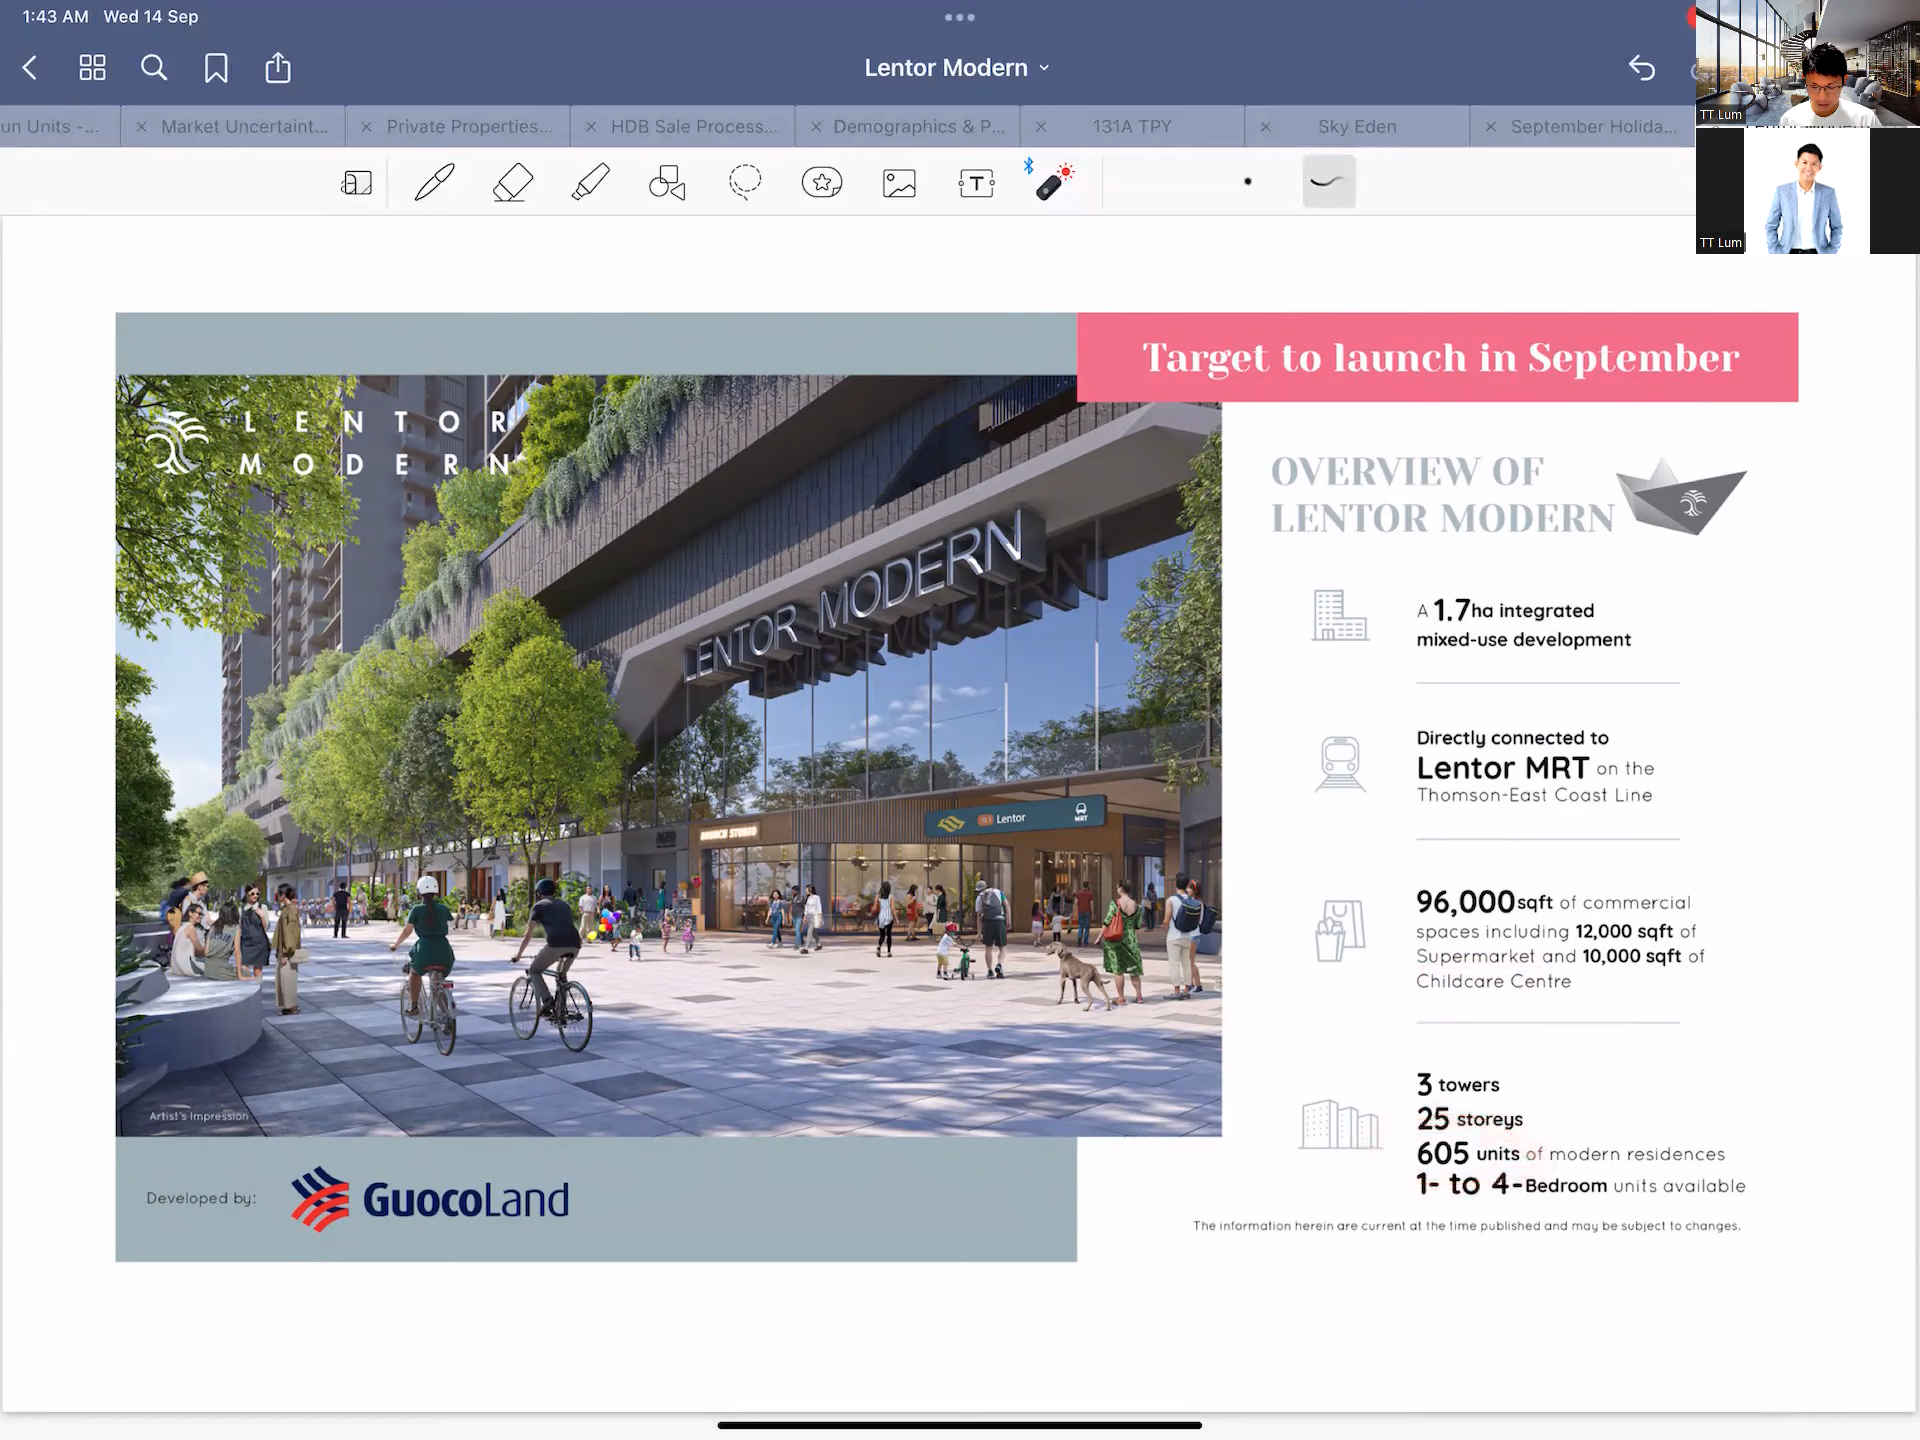 1:43 AM Wed 14 Sep
Lentor Modern
un Units -...
Market Uncertaint...
Private Properties...
HDB Sale Process...
Demographics & P...
131A TPY
Sky Eden
September Holida...
TT Lum
TT Lum
Target to launch in September
LENTOR
MODERN
LENTOR MODERN
BRUNCH STUDIO
Lentor
MRT
Artist's Impression
Developed by:
GUOCOLAND
OVERVIEW OF
LENTOR MODERN
A 1.7ha integrated
mixed-use development
Directly connected to
Lentor MRT on the
Thomson-East Coast Line
96,000sqft of commercial
spaces including 12,000 sqft of
Supermarket and 10,000 sqft of
Childcare Centre
3 towers
25 storeys
605 units of modern residences
1- to 4-Bedroom units available
The information herein are current at the time published and may be subject to changes.